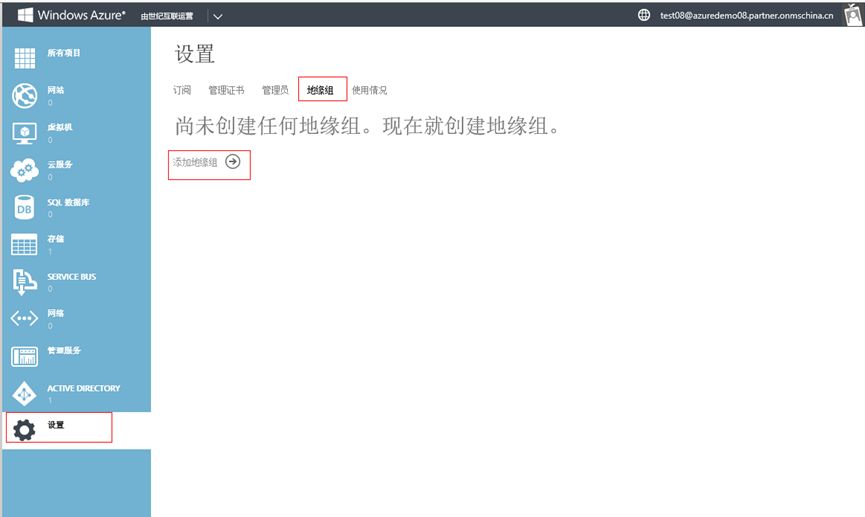 Windows Azure* 由世纪互联运营 test08@azuredemo08.partner.onmschina.cn
所有项目
网站
0
虚拟机
0
云服务
0
SQL 数据库
0
DB
存储
1
SERVICE BUS
0
网络
0
管理服务
ACTIVE DIRECTORY
1
设置
设置
订阅 管理证书 管理员 地缘组 使用情况
尚未创建任何地缘组。现在就创建地缘组。
添加地缘组